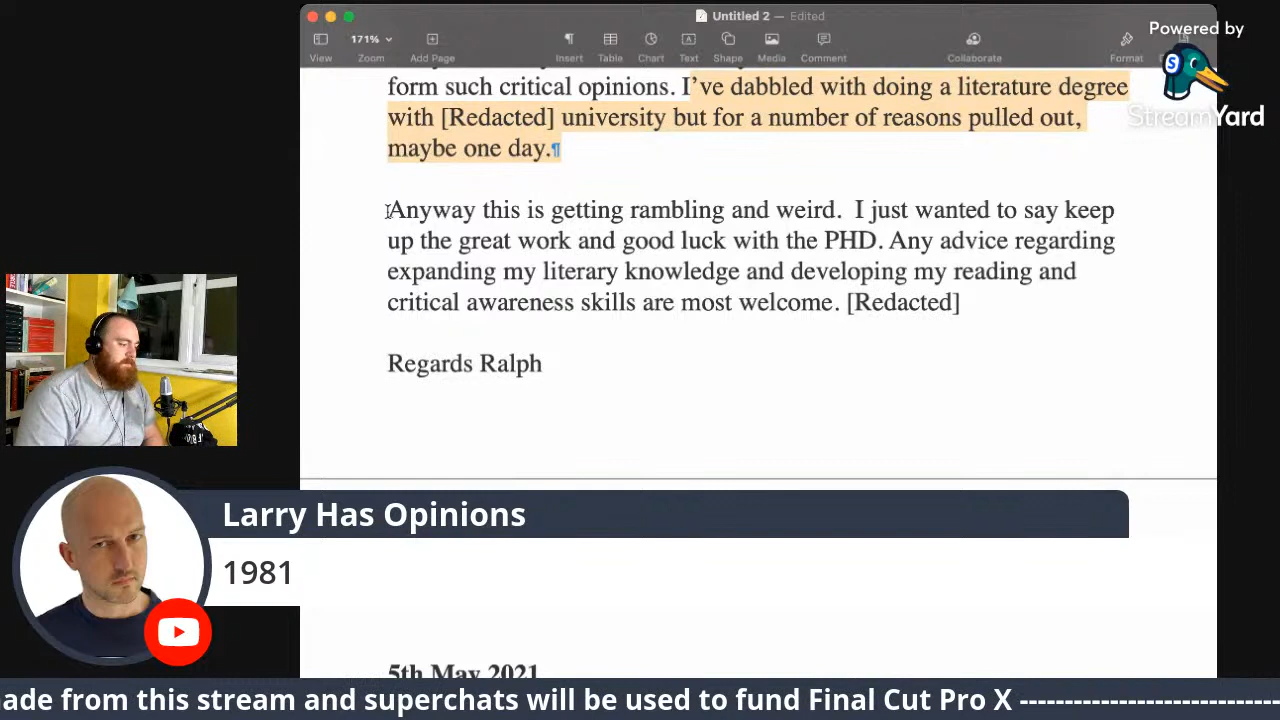 Untitled 2 — Edited
171%
View
Zoom
Add Page
Insert
Table
Chart
Text
Shape
Media
Comment
Collaborate
Format
Powered by
StreamYard
form such critical opinions. I’ve dabbled with doing a literature degree
with [Redacted] university but for a number of reasons pulled out,
maybe one day.¶
Anyway this is getting rambling and weird.  I just wanted to say keep
up the great work and good luck with the PHD. Any advice regarding
expanding my literary knowledge and developing my reading and
critical awareness skills are most welcome. [Redacted]
Regards Ralph
Larry Has Opinions
1981
5th May 2021
made from this stream and superchats will be used to fund Final Cut Pro X ----------------------------